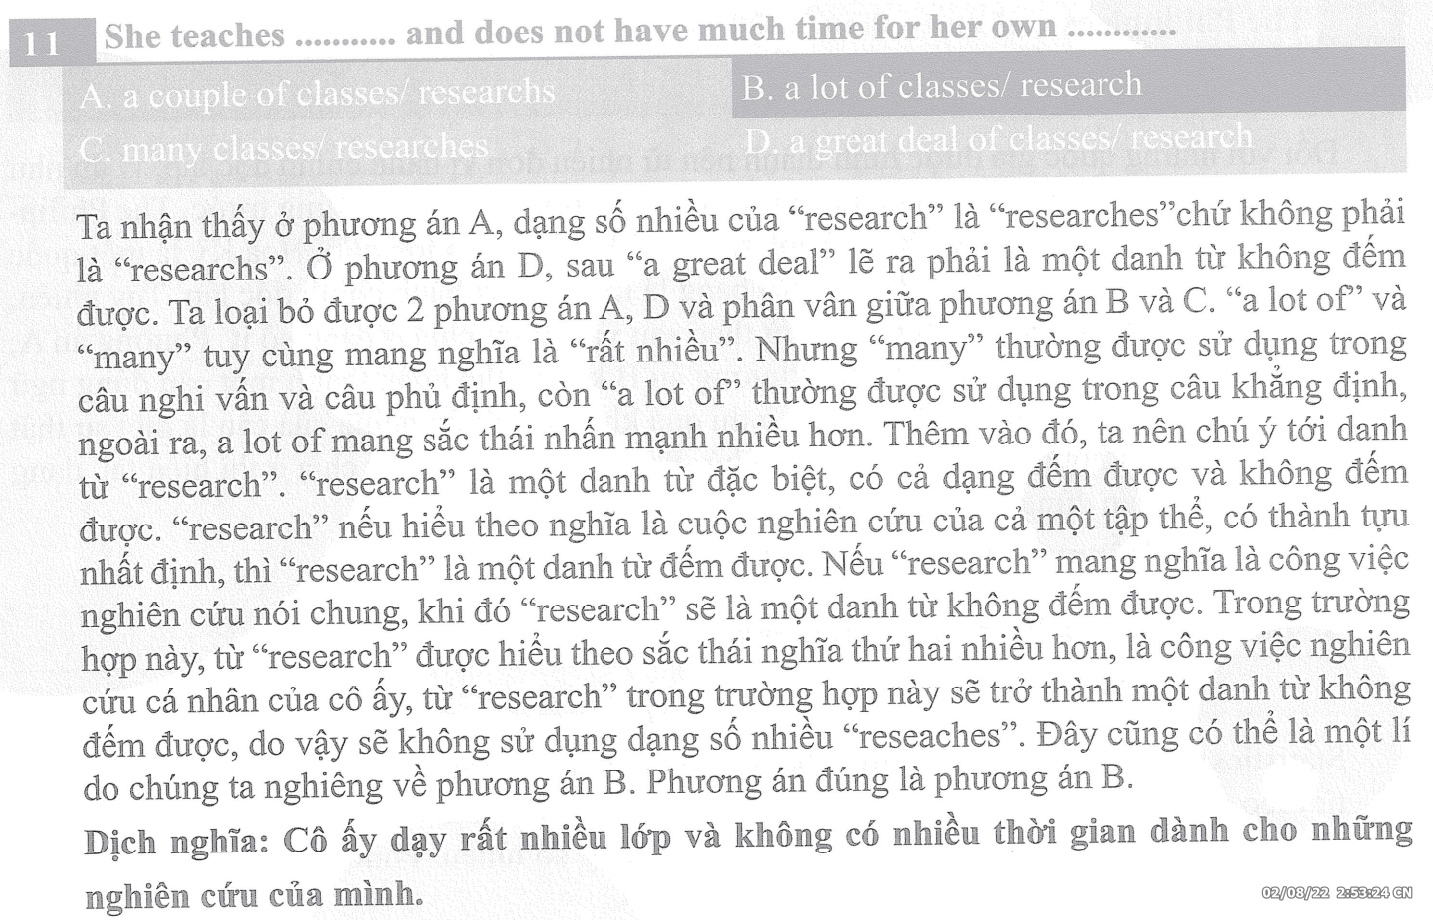 11 She teaches ........... and does not have much time for her own ............
A. a couple of classes/ researchs B. a lot of classes/ research
C. many classes/ researches D. a great deal of classes/ research
Ta nhận thấy ở phương án A, dạng số nhiều của “research” là “researches”chứ không phải
là “researchs”. Ở phương án D, sau “a great deal” lẽ ra phải là một danh từ không đếm
được. Ta loại bỏ được 2 phương án A, D và phân vân giữa phương án B và C. “a lot of” và
“many” tuy cùng mang nghĩa là “rất nhiều”. Nhưng “many” thường được sử dụng trong
câu nghi vấn và câu phủ định, còn “a lot of” thường được sử dụng trong câu khẳng định,
ngoài ra, a lot of mang sắc thái nhấn mạnh nhiều hơn. Thêm vào đó, ta nên chú ý tới danh
từ “research”. “research” là một danh từ đặc biệt, có cả dạng đếm được và không đếm
được. “research” nếu hiểu theo nghĩa là cuộc nghiên cứu của cả một tập thể, có thành tựu
nhất định, thì “research” là một danh từ đếm được. Nếu “research” mang nghĩa là công việc
nghiên cứu nói chung, khi đó “research” sẽ là một danh từ không đếm được. Trong trường
hợp này, từ “research” được hiểu theo sắc thái nghĩa thứ hai nhiều hơn, là công việc nghiên
cứu cá nhân của cô ấy, từ “research” trong trường hợp này sẽ trở thành một danh từ không
đếm được, do vậy sẽ không sử dụng dạng số nhiều “reseaches”. Đây cũng có thể là một lí
do chúng ta nghiêng về phương án B. Phương án đúng là phương án B.
Dịch nghĩa: Cô ấy dạy rất nhiều lớp và không có nhiều thời gian dành cho những
nghiên cứu của mình.
02/08/22 2:53:24 CN